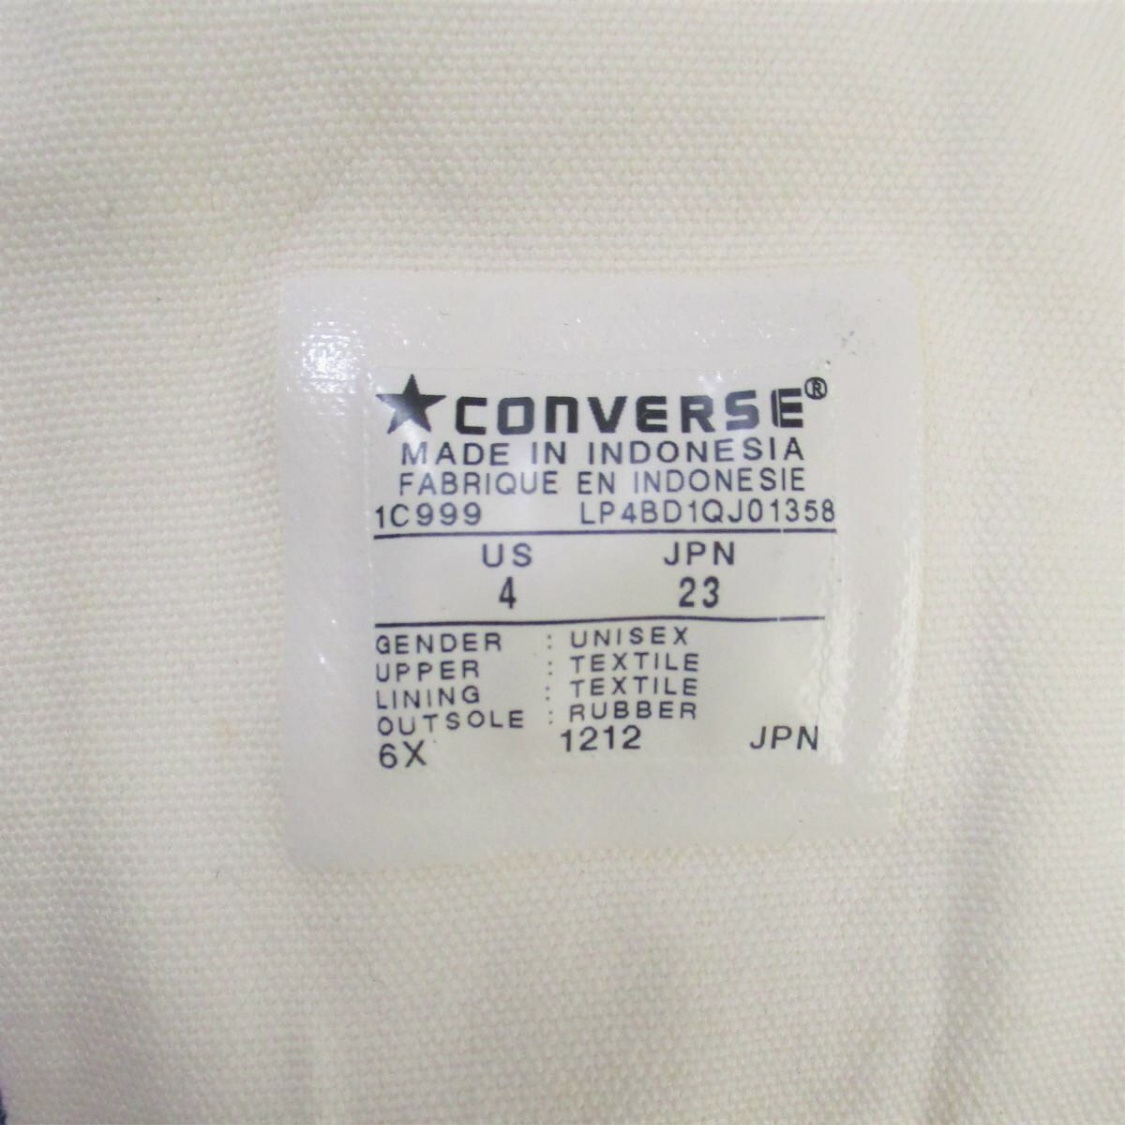 ★CONVERSE®
MADE IN INDONESIA
FABRIQUE EN INDONESIE
1C999 LP4BD1QJ01358
US JPN
4 23
GENDER : UNISEX
UPPER : TEXTILE
LINING : TEXTILE
OUTSOLE : RUBBER
6X 1212 JPN